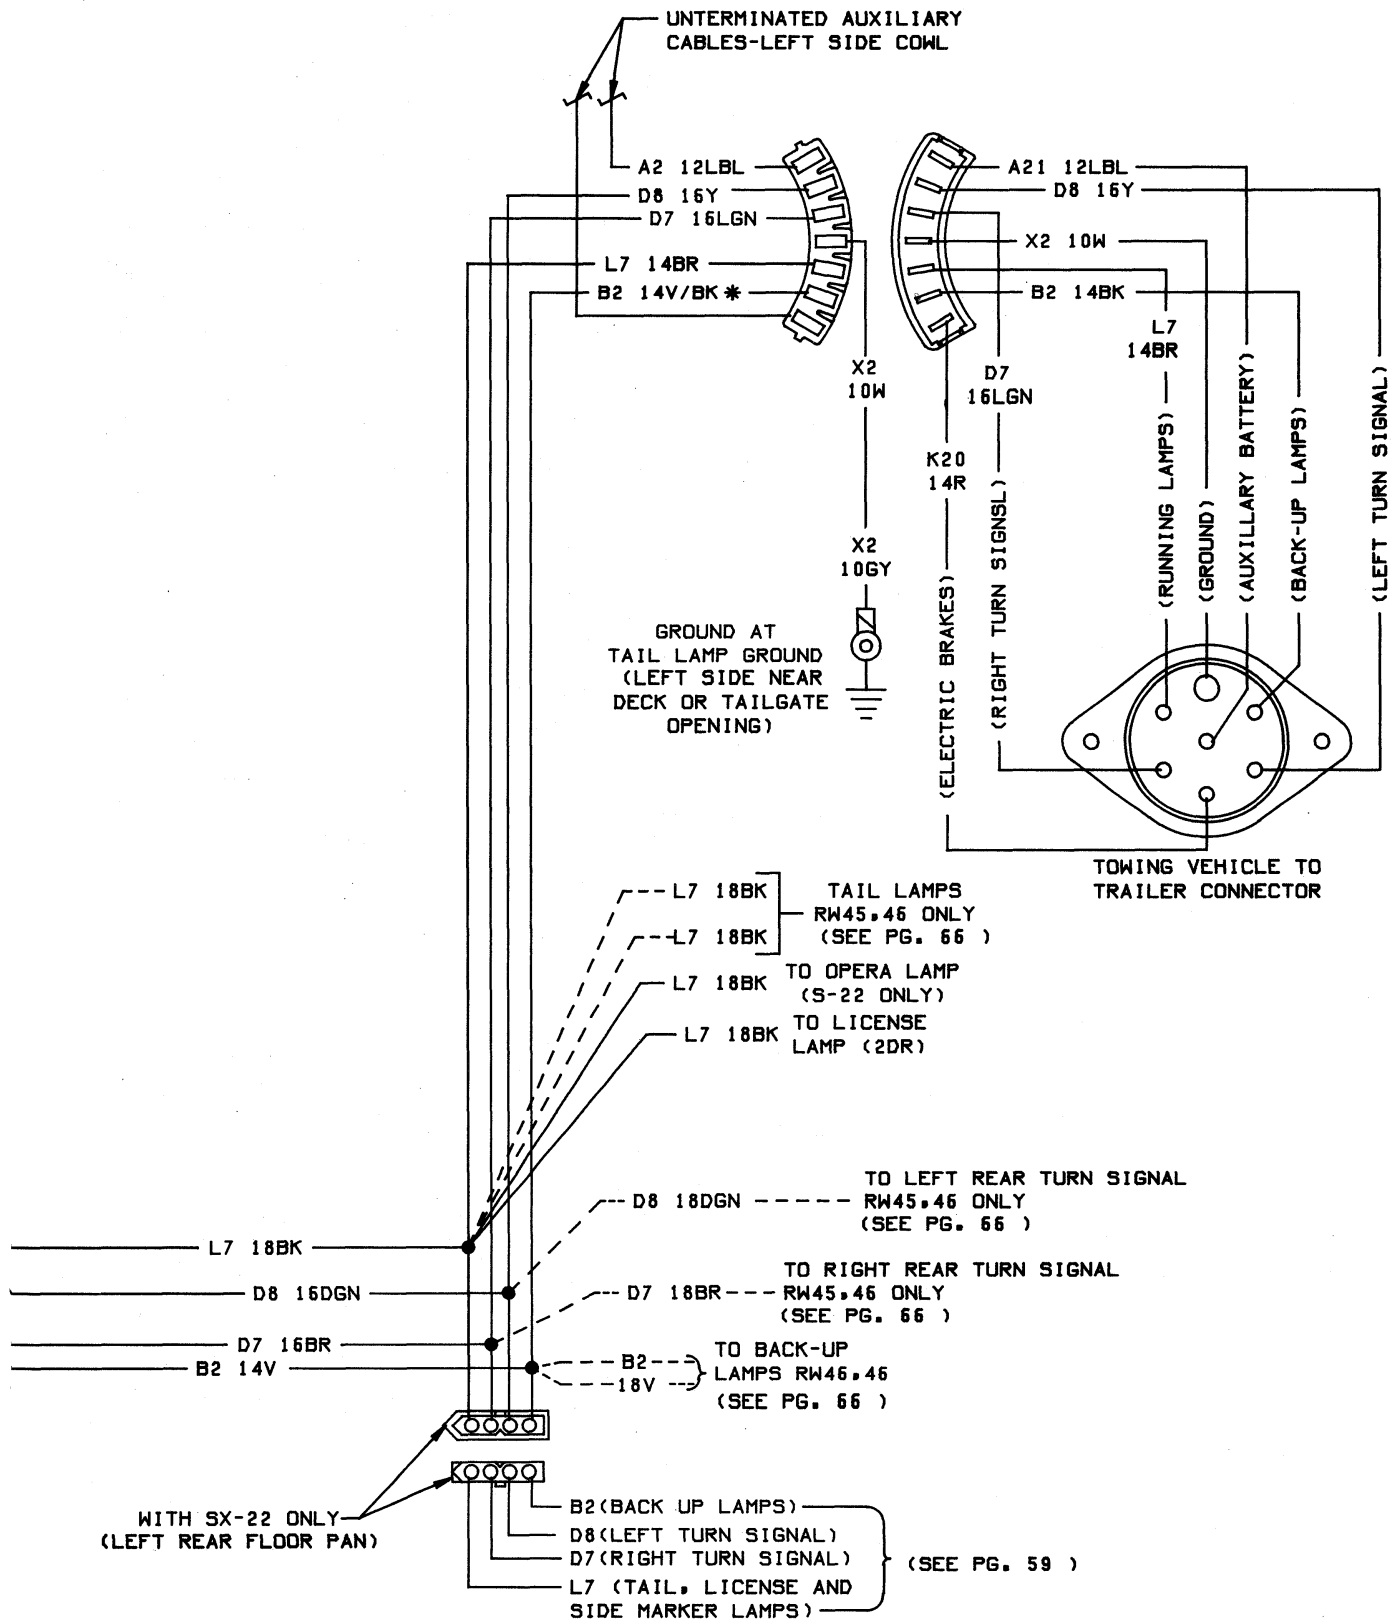 UNTERMINATED AUXILIARY
CABLES-LEFT SIDE COWL
A2 12LBL
D8 16Y
D7 16LGN
L7 14BR
B2 14V/BK *
A21 12LBL
D8 16Y
X2 10W
B2 14BK
L7
14BR
X2
10W
D7
16LGN
K20
14R
X2
10GY
(ELECTRIC BRAKES)
(RIGHT TURN SIGNSL)
(RUNNING LAMPS)
(GROUND)
(AUXILLARY BATTERY)
(BACK-UP LAMPS)
(LEFT TURN SIGNAL)
GROUND AT
TAIL LAMP GROUND
(LEFT SIDE NEAR
DECK OR TAILGATE
OPENING)
TOWING VEHICLE TO
TRAILER CONNECTOR
L7 18BK
L7 18BK
TAIL LAMPS
RW45,46 ONLY
(SEE PG. 66 )
L7 18BK
TO OPERA LAMP
(S-22 ONLY)
L7 18BK
TO LICENSE
LAMP (2DR)
D8 18DGN
TO LEFT REAR TURN SIGNAL
RW45,46 ONLY
(SEE PG. 66 )
L7 18BK
D8 16DGN
D7 18BR
TO RIGHT REAR TURN SIGNAL
RW45,46 ONLY
(SEE PG. 66 )
D7 16BR
B2 14V
B2
18V
TO BACK-UP
LAMPS RW46,46
(SEE PG. 66 )
WITH SX-22 ONLY
(LEFT REAR FLOOR PAN)
B2(BACK UP LAMPS)
D8(LEFT TURN SIGNAL)
D7(RIGHT TURN SIGNAL)
L7 (TAIL, LICENSE AND
SIDE MARKER LAMPS)
(SEE PG. 59 )